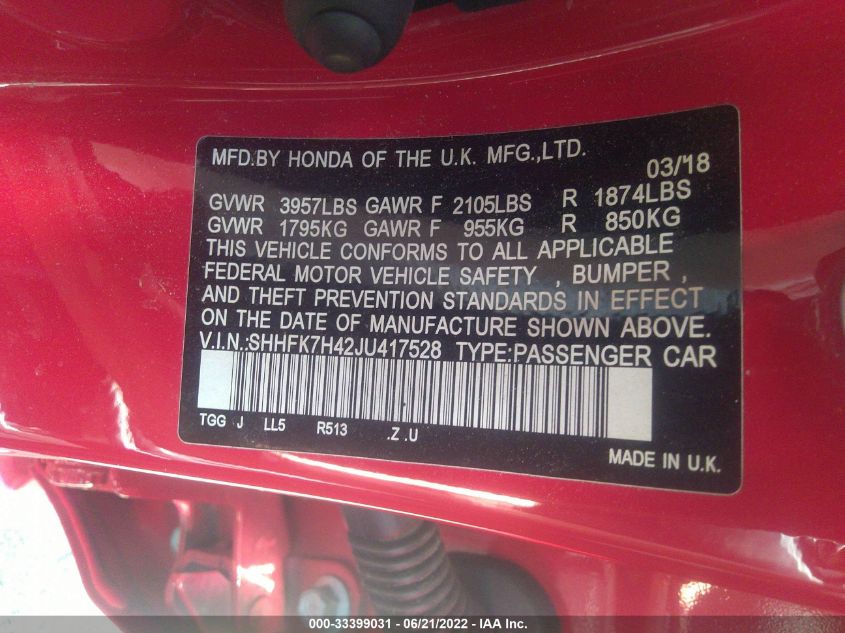 MFD.BY HONDA OF THE U.K. MFG.,LTD. 03/'18
GVWR 3957LBS GAWR F 2105LBS R 1874LBS
GVWR 1795KG GAWR F 955KG R 850KG
THIS VEHICLE CONFORMS TO ALL APPLICABLE
FEDERAL MOTOR VEHICLE SAFETY , BUMPER ,
AND THEFT PREVENTION STANDARDS IN EFFECT
ON THE DATE OF MANUFACTURE SHOWN ABOVE.
V.I.N.:SHHFK7H42JU417528 TYPE:PASSENGER CAR
TGG J LL5 R513 .Z .U
MADE IN U.K.
000-33399031 - 06/21/2022 - IAA Inc.